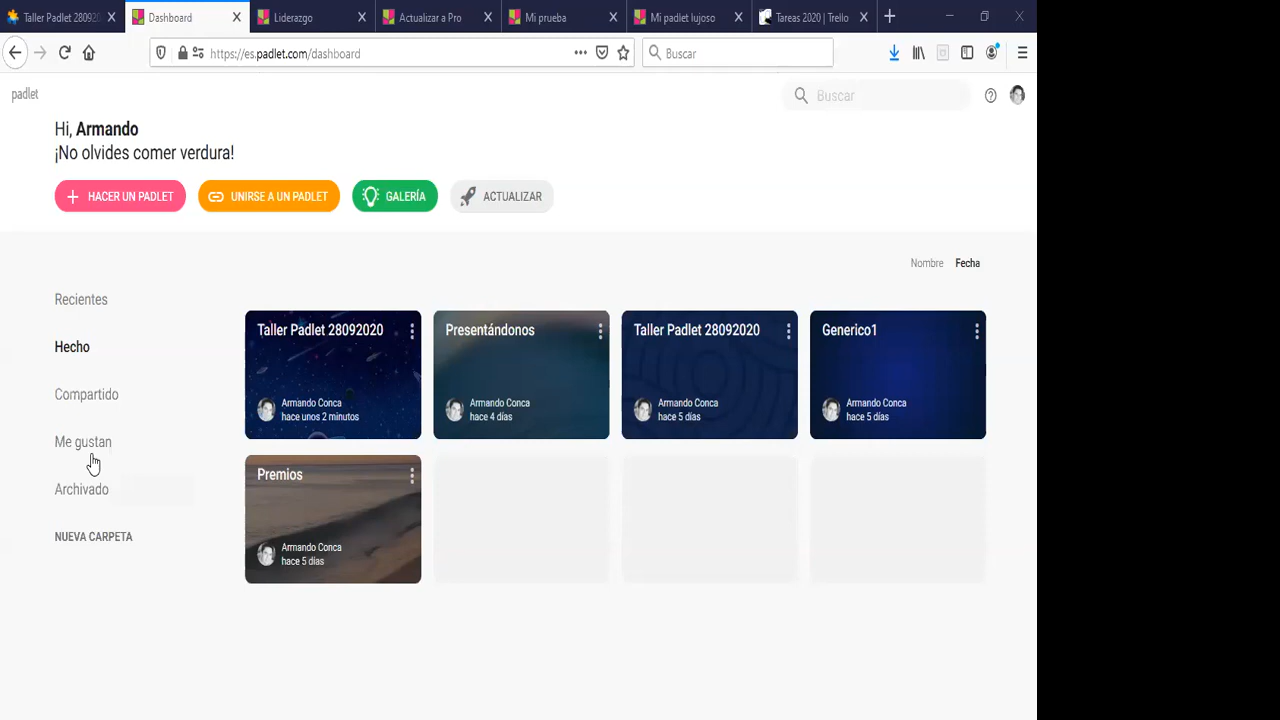 Taller Padlet 28092020
Dashboard
Liderazgo
Actualizar a Pro
Mi prueba
Mi padlet lujoso
Tareas 2020 | Trello
https://es.padlet.com/dashboard
Buscar
padlet
Buscar
Hi, Armando
¡No olvides comer verdura!
HACER UN PADLET
UNIRSE A UN PADLET
GALERÍA
ACTUALIZAR
Nombre
Fecha
Recientes
Hecho
Compartido
Me gustan
Archivado
NUEVA CARPETA
Taller Padlet 28092020
Armando Conca
hace unos 2 minutos
Presentándonos
Armando Conca
hace 4 días
Taller Padlet 28092020
Armando Conca
hace 5 días
Generico1
Armando Conca
hace 5 días
Premios
Armando Conca
hace 5 días